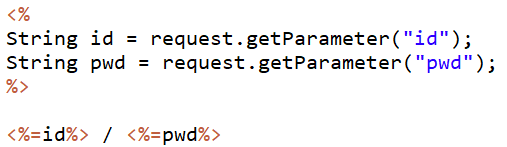 <%
String id = request.getParameter("id");
String pwd = request.getParameter("pwd");
%>
<%=id%> / <%=pwd%>